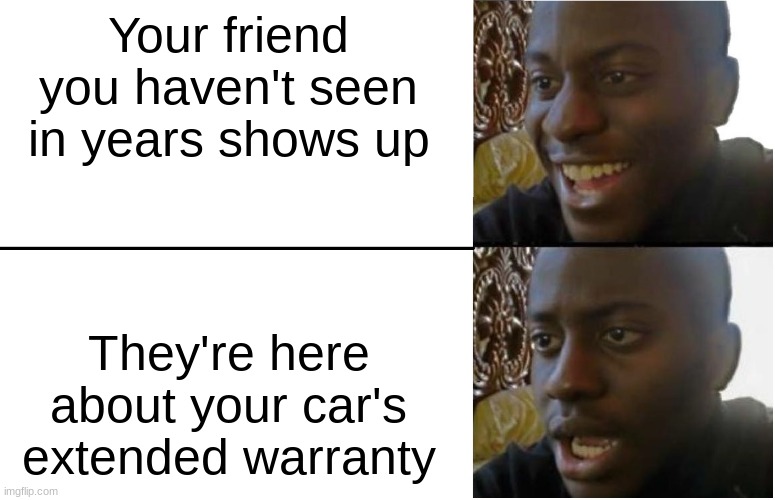 Your friend
you haven't seen
in years shows up
They're here
about your car's
extended warranty
imgflip.com